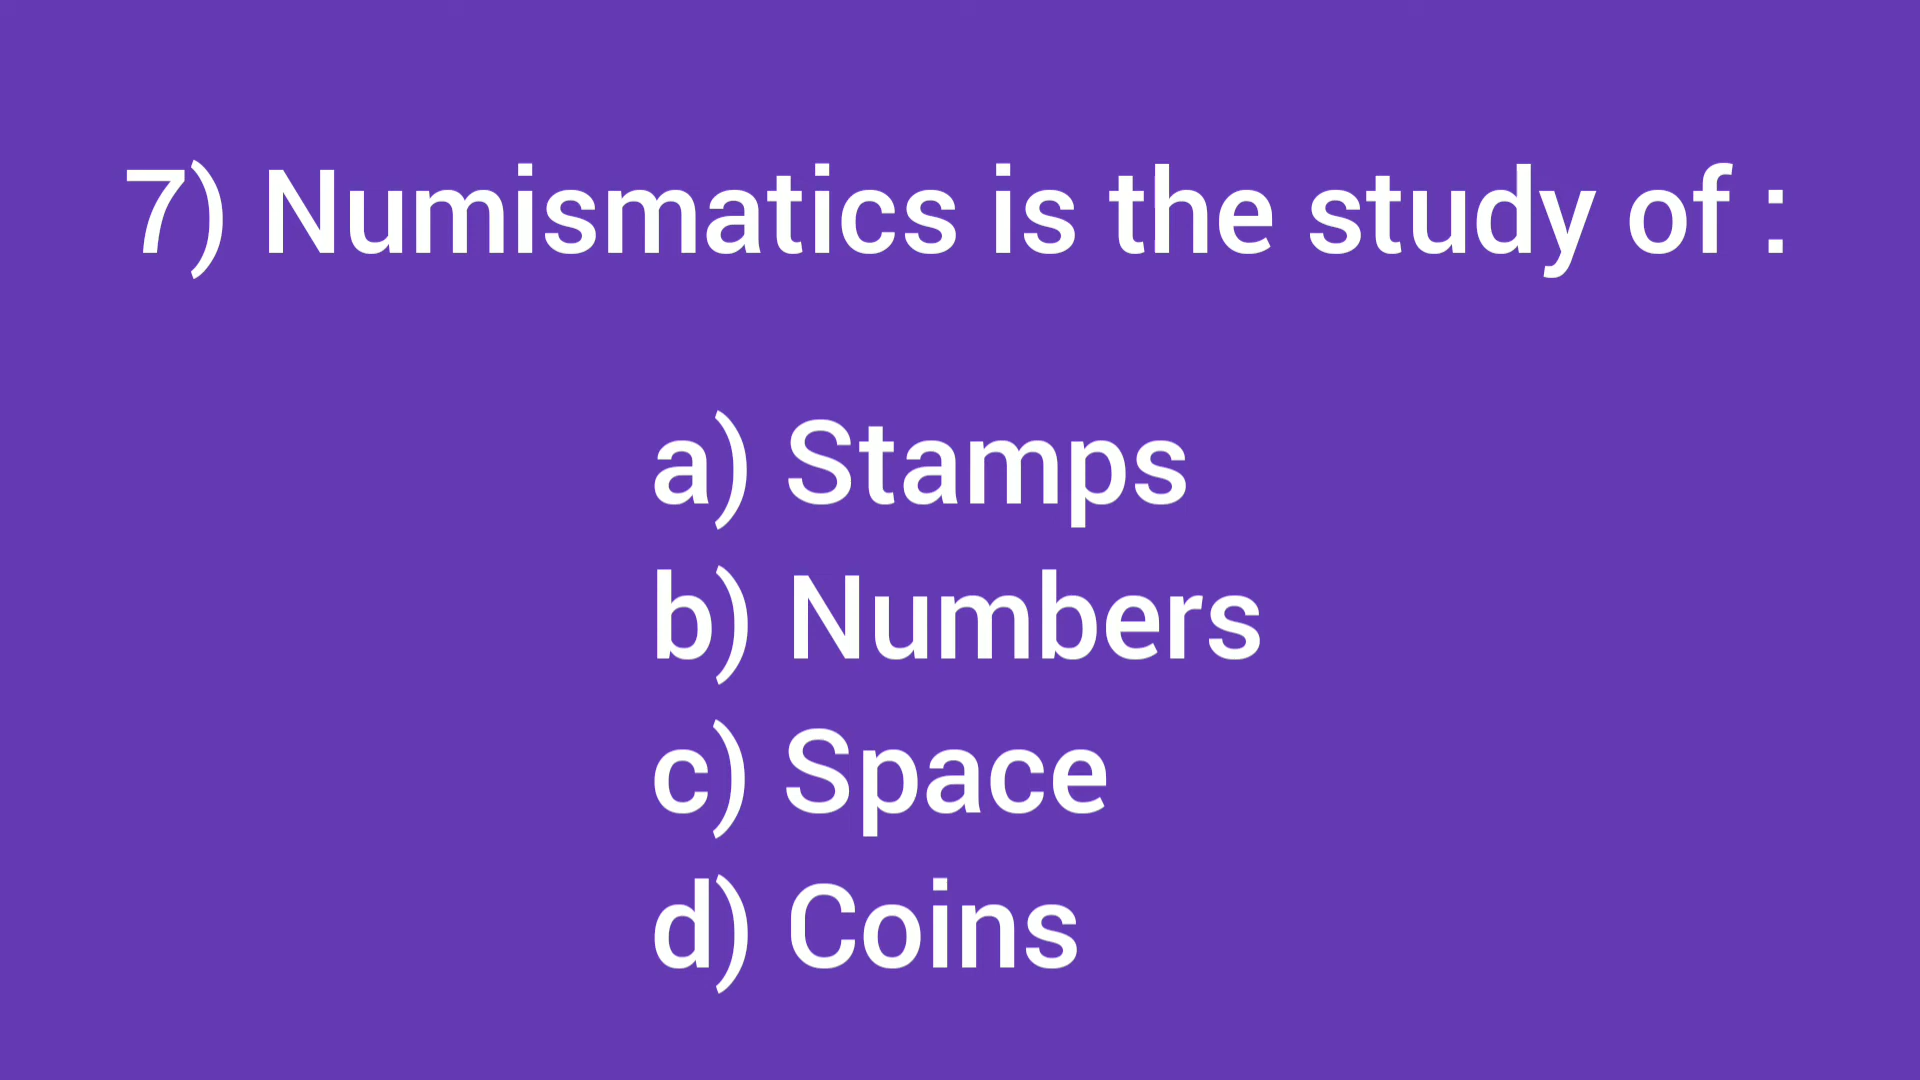 7) Numismatics is the study of :
a) Stamps
b) Numbers
c) Space
d) Coins